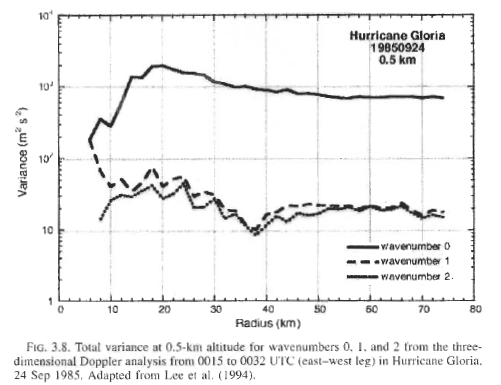 10⁴
Hurricane Gloria
19850924
0.5 km
10³
Variance (m² s⁻²)
10²
10
wavenumber 0
wavenumber 1
wavenumber 2
1
0 10 20 30 40 50 60 70 80
Radius (km)
FIG. 3.8. Total variance at 0.5-km altitude for wavenumbers 0, 1, and 2 from the three-
dimensional Doppler analysis from 0015 to 0032 UTC (east–west leg) in Hurricane Gloria,
24 Sep 1985. Adapted from Lee et al. (1994).